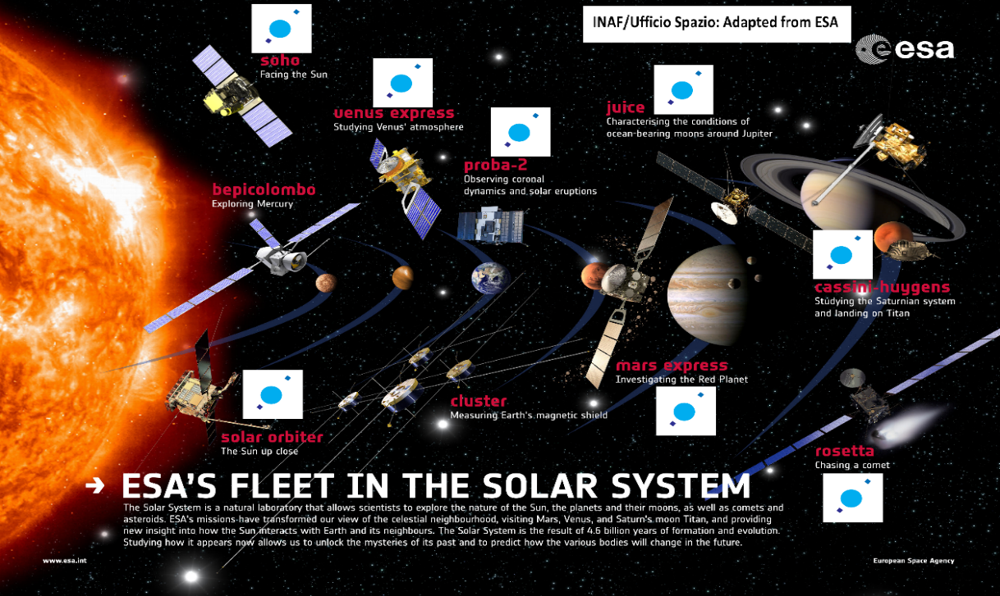 INAF/Ufficio Spazio: Adapted from ESA
esa
soho
Facing the Sun
venus express
Studying Venus' atmosphere
juice
Characterising the conditions of
ocean-bearing moons around Jupiter
proba-2
Observing coronal
dynamics and solar eruptions
bepicolombo
Exploring Mercury
cassini-huygens
Studying the Saturnian system
and landing on Titan
mars express
Investigating the Red Planet
cluster
Measuring Earth's magnetic shield
solar orbiter
The Sun up close
rosetta
Chasing a comet
→ ESA'S FLEET IN THE SOLAR SYSTEM
The Solar System is a natural laboratory that allows scientists to explore the nature of the Sun, the planets and their moons, as well as comets and
asteroids. ESA's missions have transformed our view of the celestial neighbourhood, visiting Mars, Venus, and Saturn's moon Titan, and providing
new insight into how the Sun interacts with Earth and its neighbours. The Solar System is the result of 4.6 billion years of formation and evolution.
Studying how it appears now allows us to unlock the mysteries of its past and to predict how the various bodies will change in the future.
www.esa.int
European Space Agency